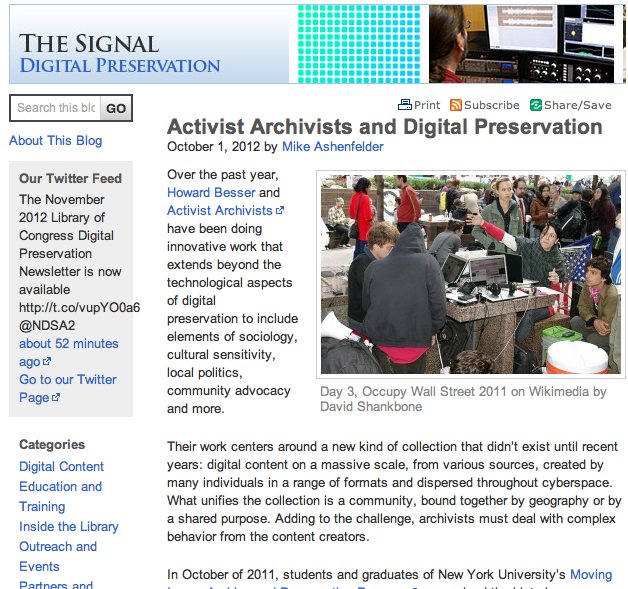 THE SIGNAL
DIGITAL PRESERVATION
Search this blo
GO
About This Blog
Our Twitter Feed
The November
2012 Library of
Congress Digital
Preservation
Newsletter is now
available
http://t.co/vupYO0a6
@NDSA2
about 52 minutes
ago
Go to our Twitter
Page
Categories
Digital Content
Education and
Training
Inside the Library
Outreach and
Events
Partners and
Print Subscribe Share/Save
Activist Archivists and Digital Preservation
October 1, 2012 by Mike Ashenfelder
Over the past year,
Howard Besser and
Activist Archivists
have been doing
innovative work that
extends beyond the
technological aspects
of digital
preservation to include
elements of sociology,
cultural sensitivity,
local politics,
community advocacy
and more.
Day 3, Occupy Wall Street 2011 on Wikimedia by
David Shankbone
Their work centers around a new kind of collection that didn't exist until recent
years: digital content on a massive scale, from various sources, created by
many individuals in a range of formats and dispersed throughout cyberspace.
What unifies the collection is a community, bound together by geography or by
a shared purpose. Adding to the challenge, archivists must deal with complex
behavior from the content creators.
In October of 2011, students and graduates of New York University's Moving